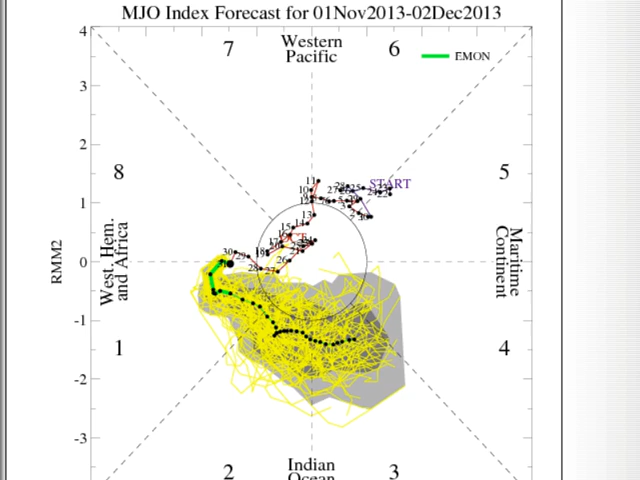 MJO Index Forecast for 01Nov2013-02Dec2013
4
7
Western
Pacific
6
EMON
3
2
8
START
5
1
RMM2
West. Hem.
and Africa
0
Maritime
Continent
-1
1
4
-2
-3
2
Indian
Ocean
3